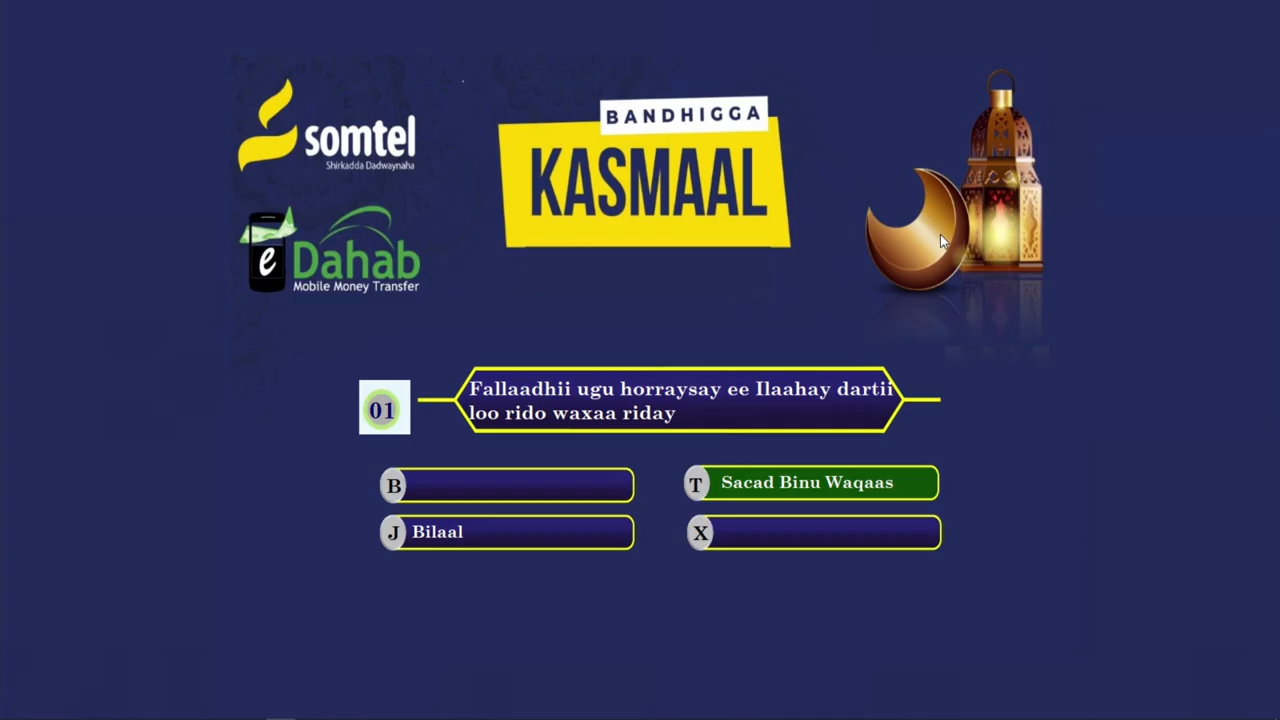 somtel
Shirkadda Dadwaynaha
e Dahab
Mobile Money Transfer
BANDHIGGA
KASMAAL
01
Fallaadhii ugu horraysay ee Ilaahay dartii
loo rido waxaa riday
B
T Sacad Binu Waqaas
J Bilaal
X